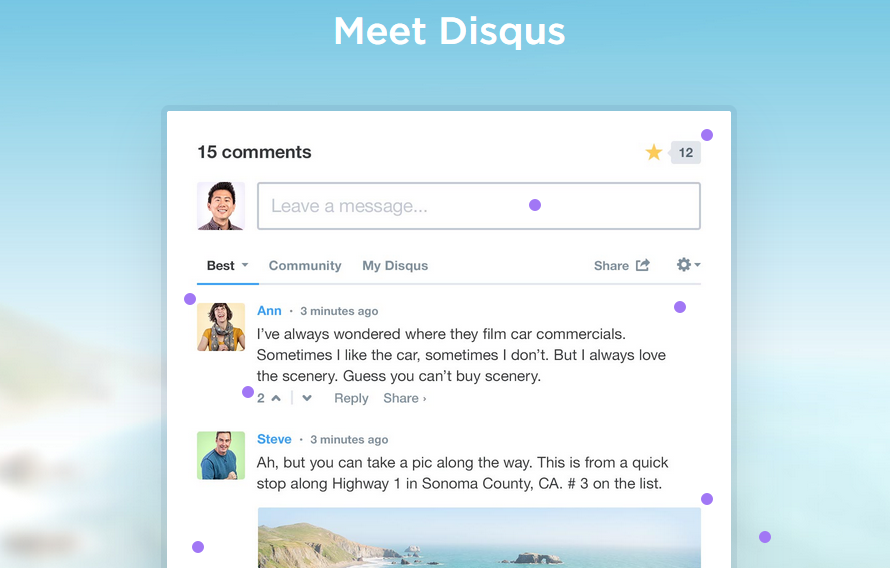 Meet Disqus
15 comments
12
Leave a message...
Best Community My Disqus Share
Ann · 3 minutes ago
I've always wondered where they film car commercials.
Sometimes I like the car, sometimes I don't. But I always love
the scenery. Guess you can't buy scenery.
2 Reply Share ›
Steve · 3 minutes ago
Ah, but you can take a pic along the way. This is from a quick
stop along Highway 1 in Sonoma County, CA. # 3 on the list.